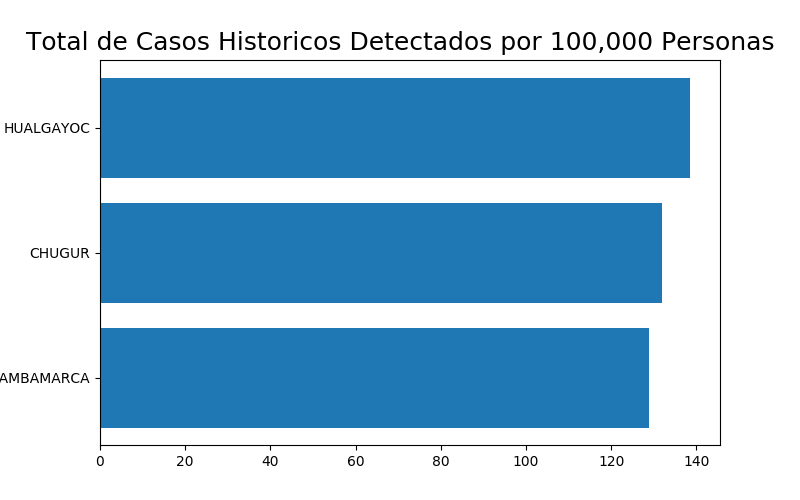 Total de Casos Historicos Detectados por 100,000 Personas
HUALGAYOC
CHUGUR
AMBAMARCA
0 20 40 60 80 100 120 140